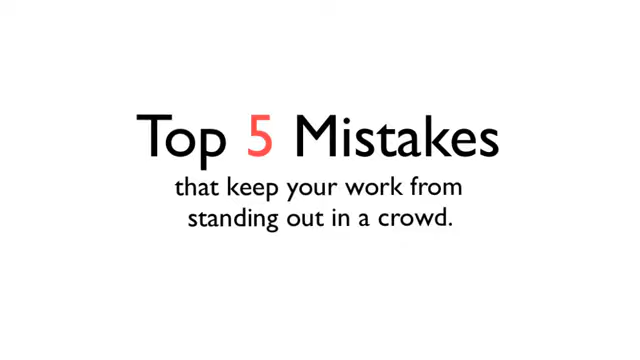 Top 5 Mistakes
that keep your work from
standing out in a crowd.